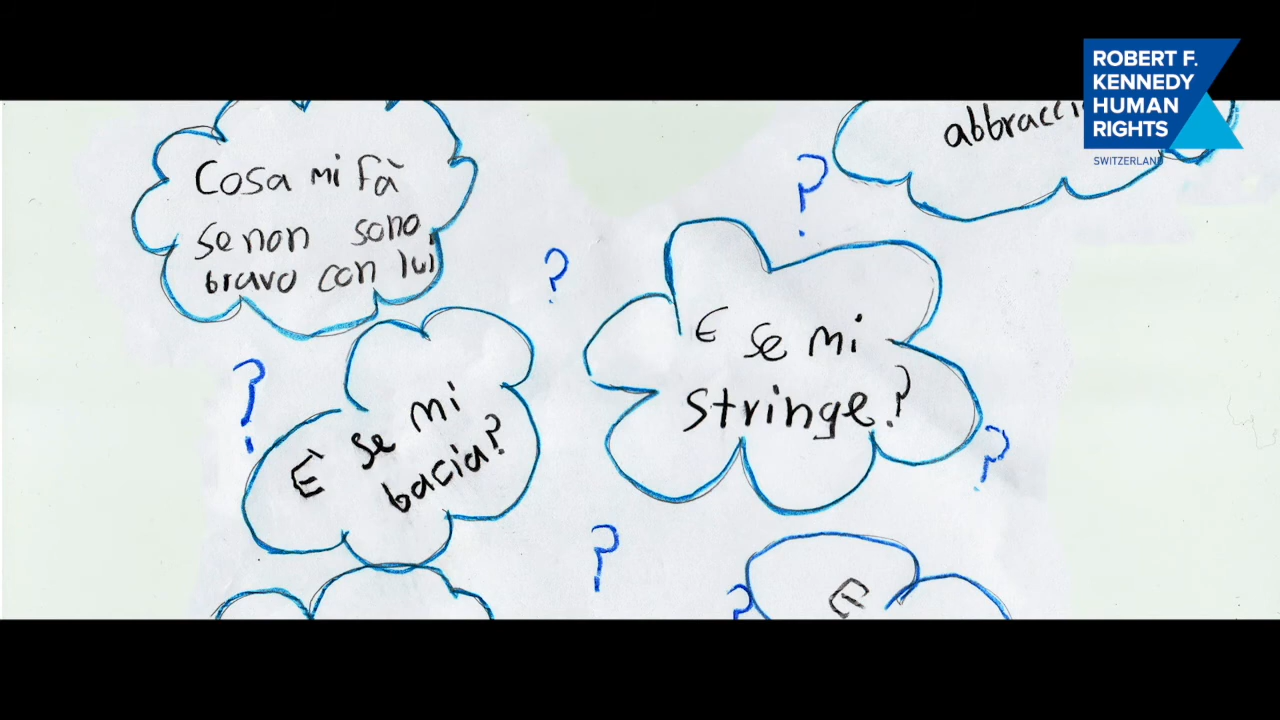 ROBERT F.
KENNEDY
HUMAN
RIGHTS
SWITZERLAND
Cosa mi fà
se non sono
bravo con lui
?
?
E se mi
stringe?
?
E se mi
bacia?
?
?
?
E